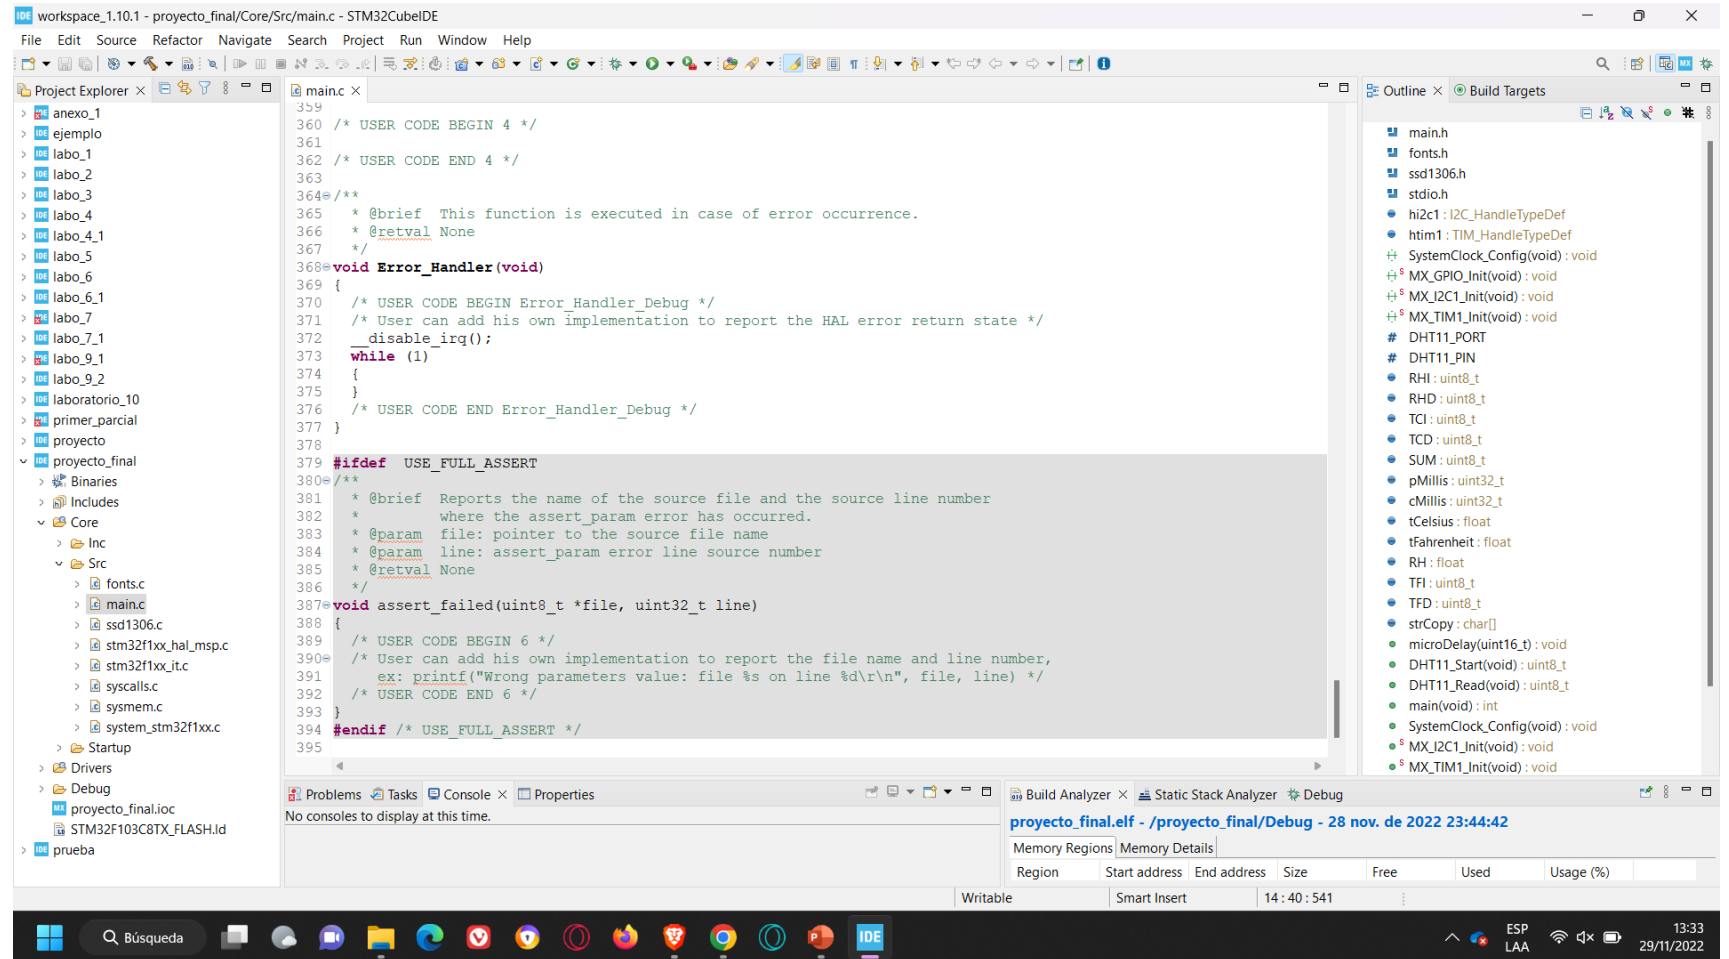 workspace_1.10.1 - proyecto_final/Core/Src/main.c - STM32CubeIDE
File Edit Source Refactor Navigate Search Project Run Window Help
Project Explorer
anexo_1
ejemplo
labo_1
labo_2
labo_3
labo_4
labo_4_1
labo_5
labo_6
labo_6_1
labo_7
labo_7_1
labo_9_1
labo_9_2
laboratorio_10
primer_parcial
proyecto
proyecto_final
Binaries
Includes
Core
Inc
Src
fonts.c
main.c
ssd1306.c
stm32f1xx_hal_msp.c
stm32f1xx_it.c
syscalls.c
sysmem.c
system_stm32f1xx.c
Startup
Drivers
Debug
proyecto_final.ioc
STM32F103C8TX_FLASH.ld
prueba
main.c
359
360 /* USER CODE BEGIN 4 */
361
362 /* USER CODE END 4 */
363
364 /**
365   * @brief  This function is executed in case of error occurrence.
366   * @retval None
367   */
368 void Error_Handler(void)
369 {
370   /* USER CODE BEGIN Error_Handler_Debug */
371   /* User can add his own implementation to report the HAL error return state */
372   __disable_irq();
373   while (1)
374   {
375   }
376   /* USER CODE END Error_Handler_Debug */
377 }
378
379 #ifdef  USE_FULL_ASSERT
380 /**
381   * @brief  Reports the name of the source file and the source line number
382   *         where the assert_param error has occurred.
383   * @param  file: pointer to the source file name
384   * @param  line: assert_param error line source number
385   * @retval None
386   */
387 void assert_failed(uint8_t *file, uint32_t line)
388 {
389   /* USER CODE BEGIN 6 */
390   /* User can add his own implementation to report the file name and line number,
391      ex: printf("Wrong parameters value: file %s on line %d\r\n", file, line) */
392   /* USER CODE END 6 */
393 }
394 #endif /* USE_FULL_ASSERT */
395
Outline Build Targets
main.h
fonts.h
ssd1306.h
stdio.h
hi2c1 : I2C_HandleTypeDef
htim1 : TIM_HandleTypeDef
SystemClock_Config(void) : void
MX_GPIO_Init(void) : void
MX_I2C1_Init(void) : void
MX_TIM1_Init(void) : void
DHT11_PORT
DHT11_PIN
RHI : uint8_t
RHD : uint8_t
TCI : uint8_t
TCD : uint8_t
SUM : uint8_t
pMillis : uint32_t
cMillis : uint32_t
tCelsius : float
tFahrenheit : float
RH : float
TFI : uint8_t
TFD : uint8_t
strCopy : char[]
microDelay(uint16_t) : void
DHT11_Start(void) : uint8_t
DHT11_Read(void) : uint8_t
main(void) : int
SystemClock_Config(void) : void
MX_I2C1_Init(void) : void
MX_TIM1_Init(void) : void
Problems Tasks Console Properties
No consoles to display at this time.
Build Analyzer Static Stack Analyzer Debug
proyecto_final.elf - /proyecto_final/Debug - 28 nov. de 2022 23:44:42
Memory Regions Memory Details
Region Start address End address Size Free Used Usage (%)
Writable Smart Insert 14 : 40 : 541
Búsqueda
IDE
ESP
LAA
13:33
29/11/2022